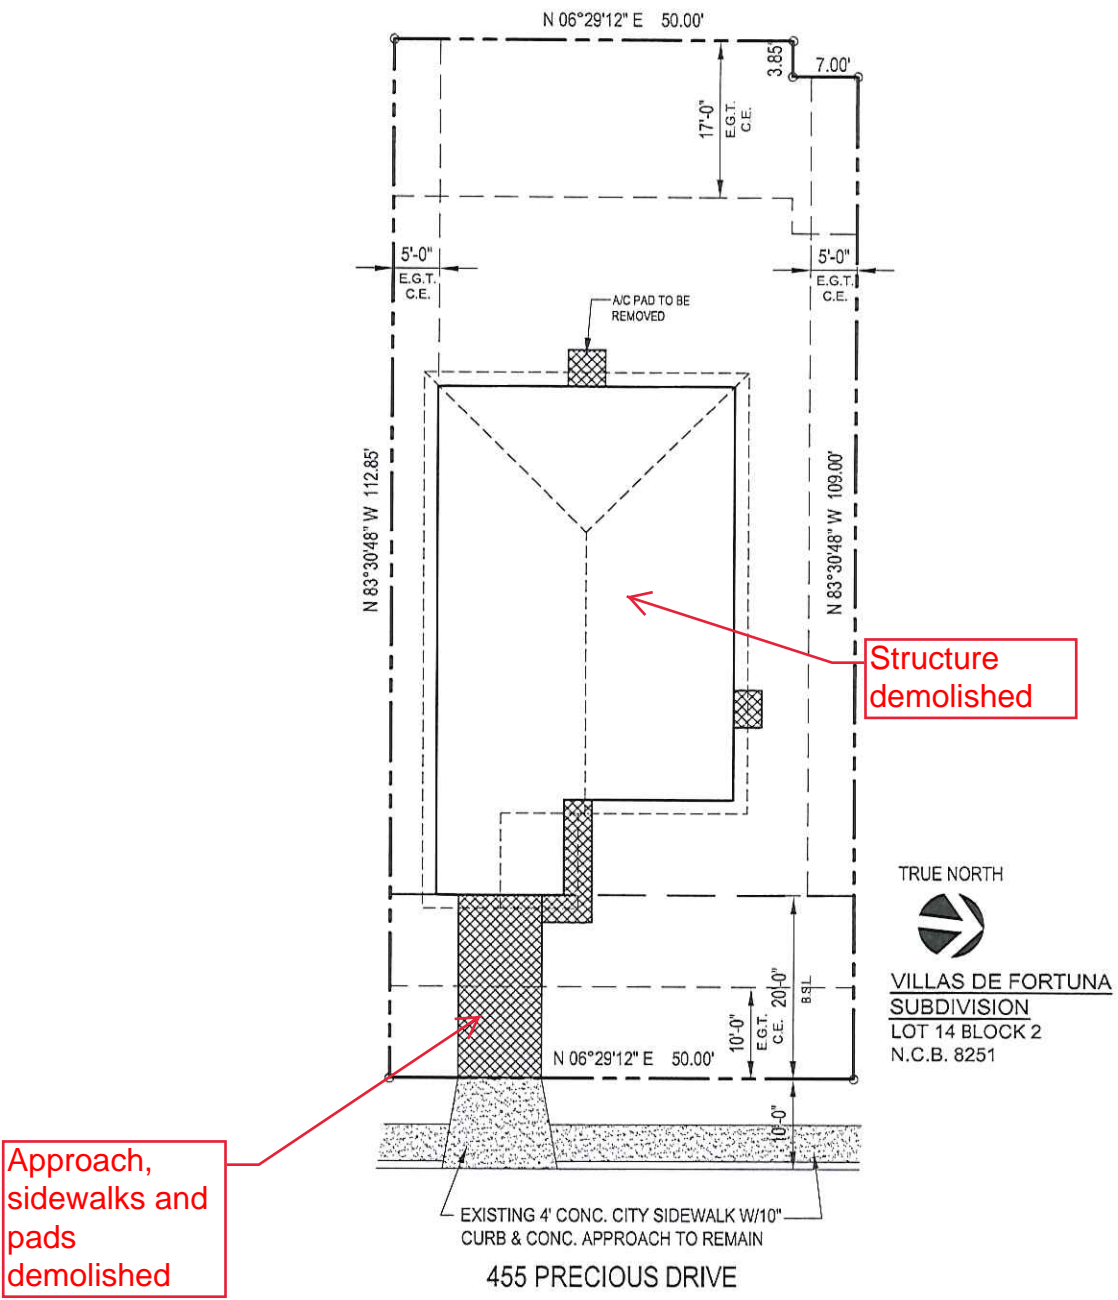 N 06°29'12" E 50.00'
3.85'
7.00'
17'-0"
E.G.T.
C.E.
5'-0"
E.G.T.
C.E.
5'-0"
E.G.T.
C.E.
A/C PAD TO BE
REMOVED
N 83°30'48" W 112.85'
N 83°30'48" W 109.00'
Structure
demolished
TRUE NORTH
VILLAS DE FORTUNA
SUBDIVISION
LOT 14 BLOCK 2
N.C.B. 8251
20'-0"
B.S.L.
10'-0"
E.G.T.
C.E.
N 06°29'12" E 50.00'
10'-0"
Approach,
sidewalks and
pads
demolished
EXISTING 4' CONC. CITY SIDEWALK W/10"
CURB & CONC. APPROACH TO REMAIN
455 PRECIOUS DRIVE